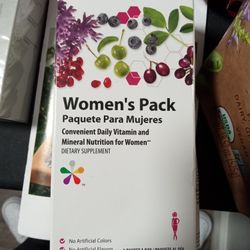 Women's Pack
Paquete Para Mujeres
Convenient Daily Vitamin and
Mineral Nutrition for Women**
DIETARY SUPPLEMENT
No Artificial Colors
No Artificial Flavors